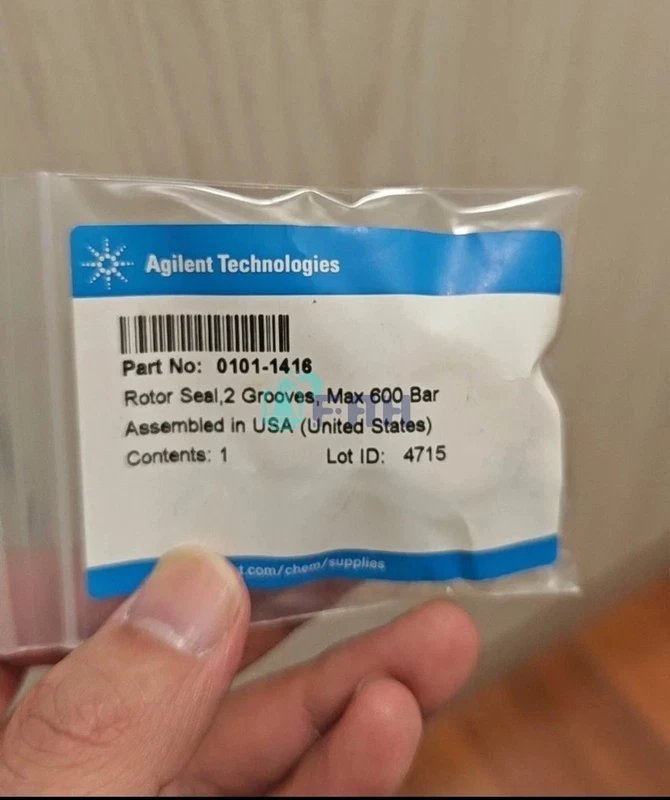 Agilent Technologies
Part No: 0101-1416
Rotor Seal,2 Grooves, Max 600 Bar
Assembled in USA (United States)
Contents: 1 Lot ID: 4715
t.com/chem/supplies